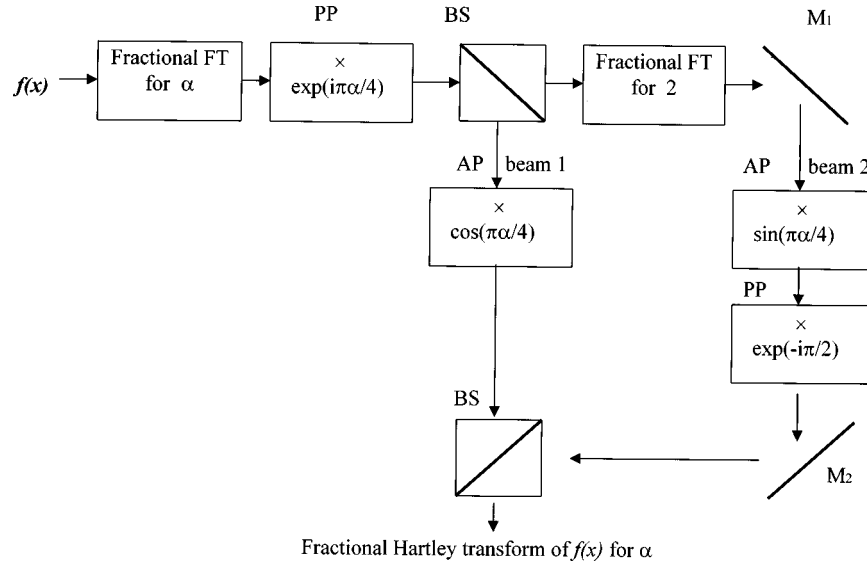 PP
BS
M1
f(x)
Fractional FT
for α
×
exp(iπα/4)
Fractional FT
for 2
AP
beam 1
AP
beam 2
×
cos(πα/4)
×
sin(πα/4)
PP
×
exp(-iπ/2)
BS
M2
Fractional Hartley transform of f(x) for α